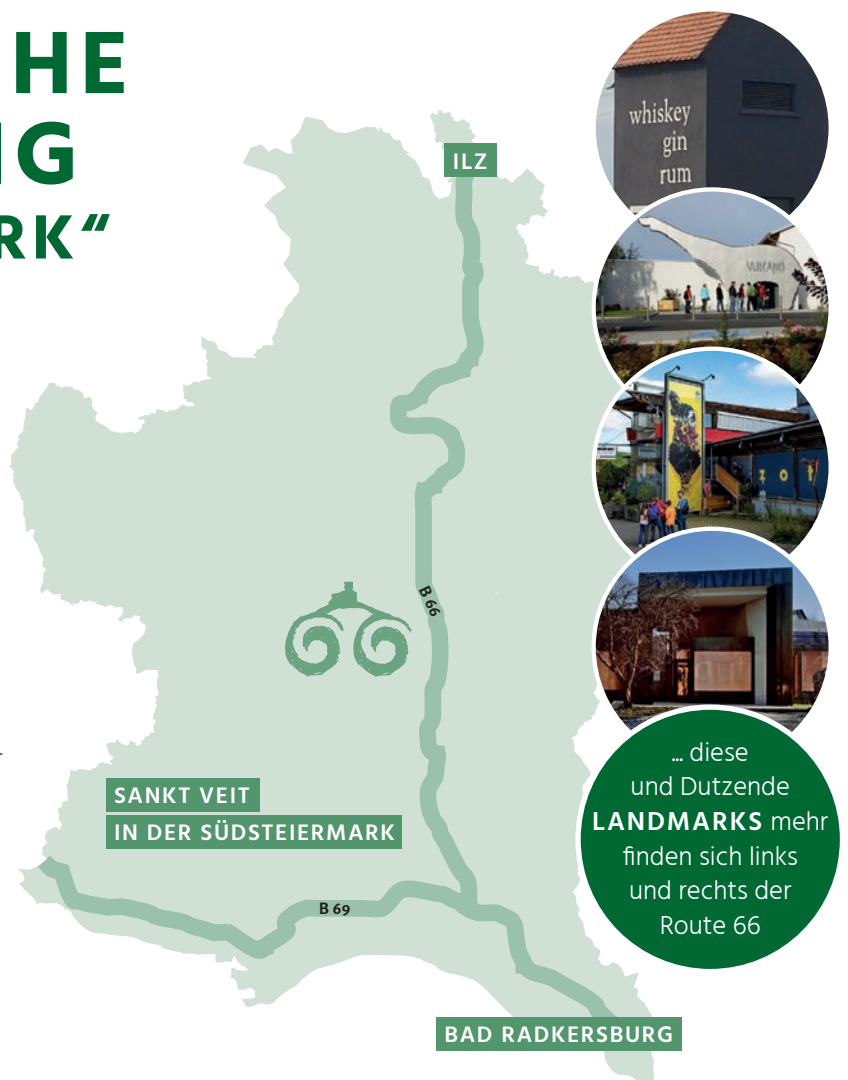 HE
NG
RK“
ILZ
whiskey
gin
rum
VULCANO
B 66
SANKT VEIT
IN DER SÜDSTEIERMARK
... diese
und Dutzende
LANDMARKS mehr
finden sich links
und rechts der
Route 66
B 69
BAD RADKERSBURG